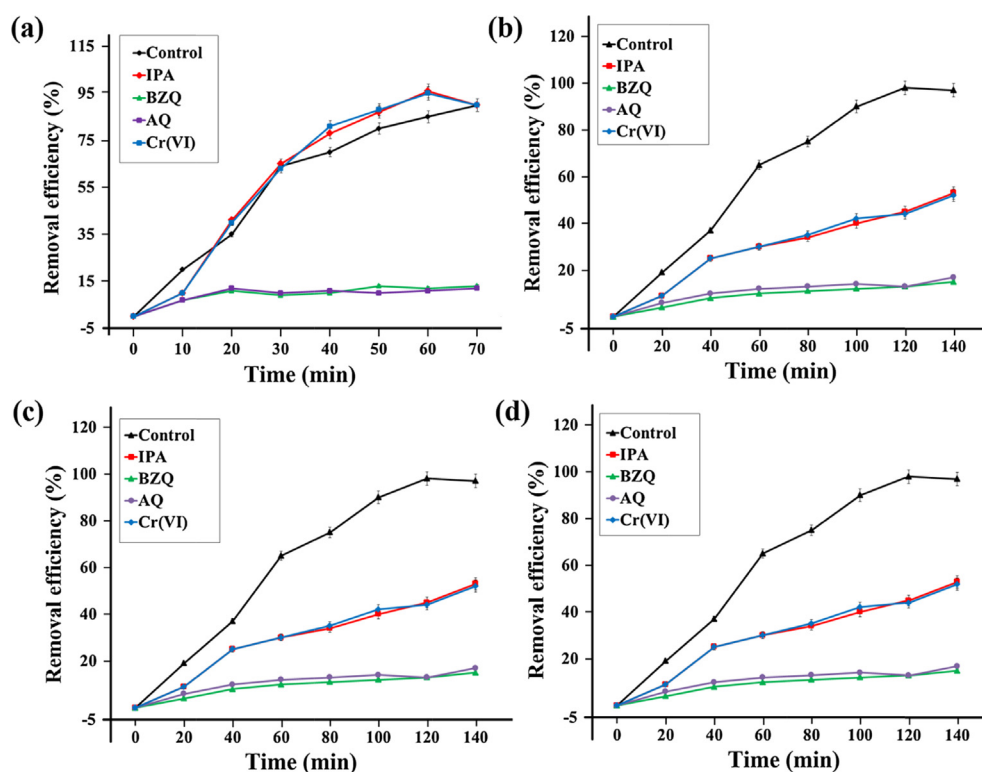 (a)
Removal efficiency (%)
115
95
75
55
35
15
-5
Control
IPA
BZQ
AQ
Cr(VI)
0 10 20 30 40 50 60 70
Time (min)
(b)
Removal efficiency (%)
120
100
80
60
40
20
-5
Control
IPA
BZQ
AQ
Cr(VI)
0 20 40 60 80 100 120 140
Time (min)
(c)
Removal efficiency (%)
120
100
80
60
40
20
-5
Control
IPA
BZQ
AQ
Cr(VI)
0 20 40 60 80 100 120 140
Time (min)
(d)
Removal efficiency (%)
120
100
80
60
40
20
-5
Control
IPA
BZQ
AQ
Cr(VI)
0 20 40 60 80 100 120 140
Time (min)